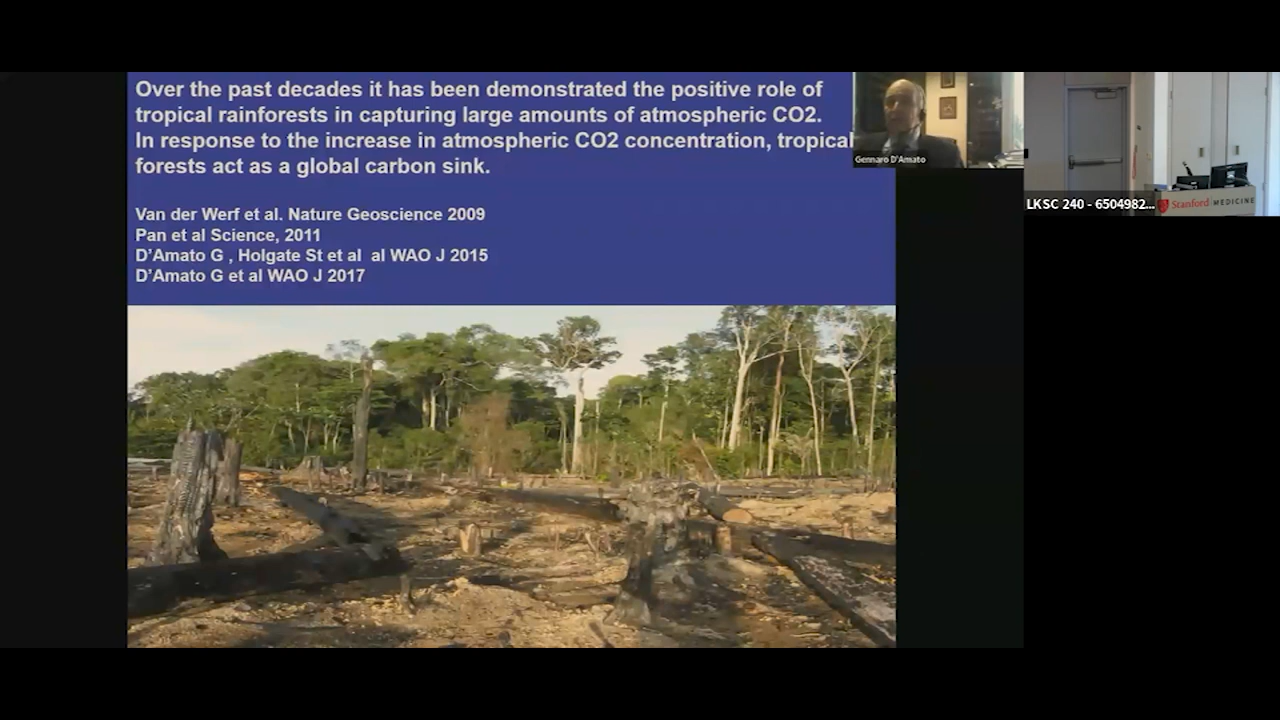 Over the past decades it has been demonstrated the positive role of
tropical rainforests in capturing large amounts of atmospheric CO2.
In response to the increase in atmospheric CO2 concentration, tropical
forests act as a global carbon sink.
Van der Werf et al. Nature Geoscience 2009
Pan et al Science, 2011
D'Amato G , Holgate St et al al WAO J 2015
D'Amato G et al WAO J 2017
Gennaro D'Amato
LKSC 240 - 6504982...
Stanford MEDICINE